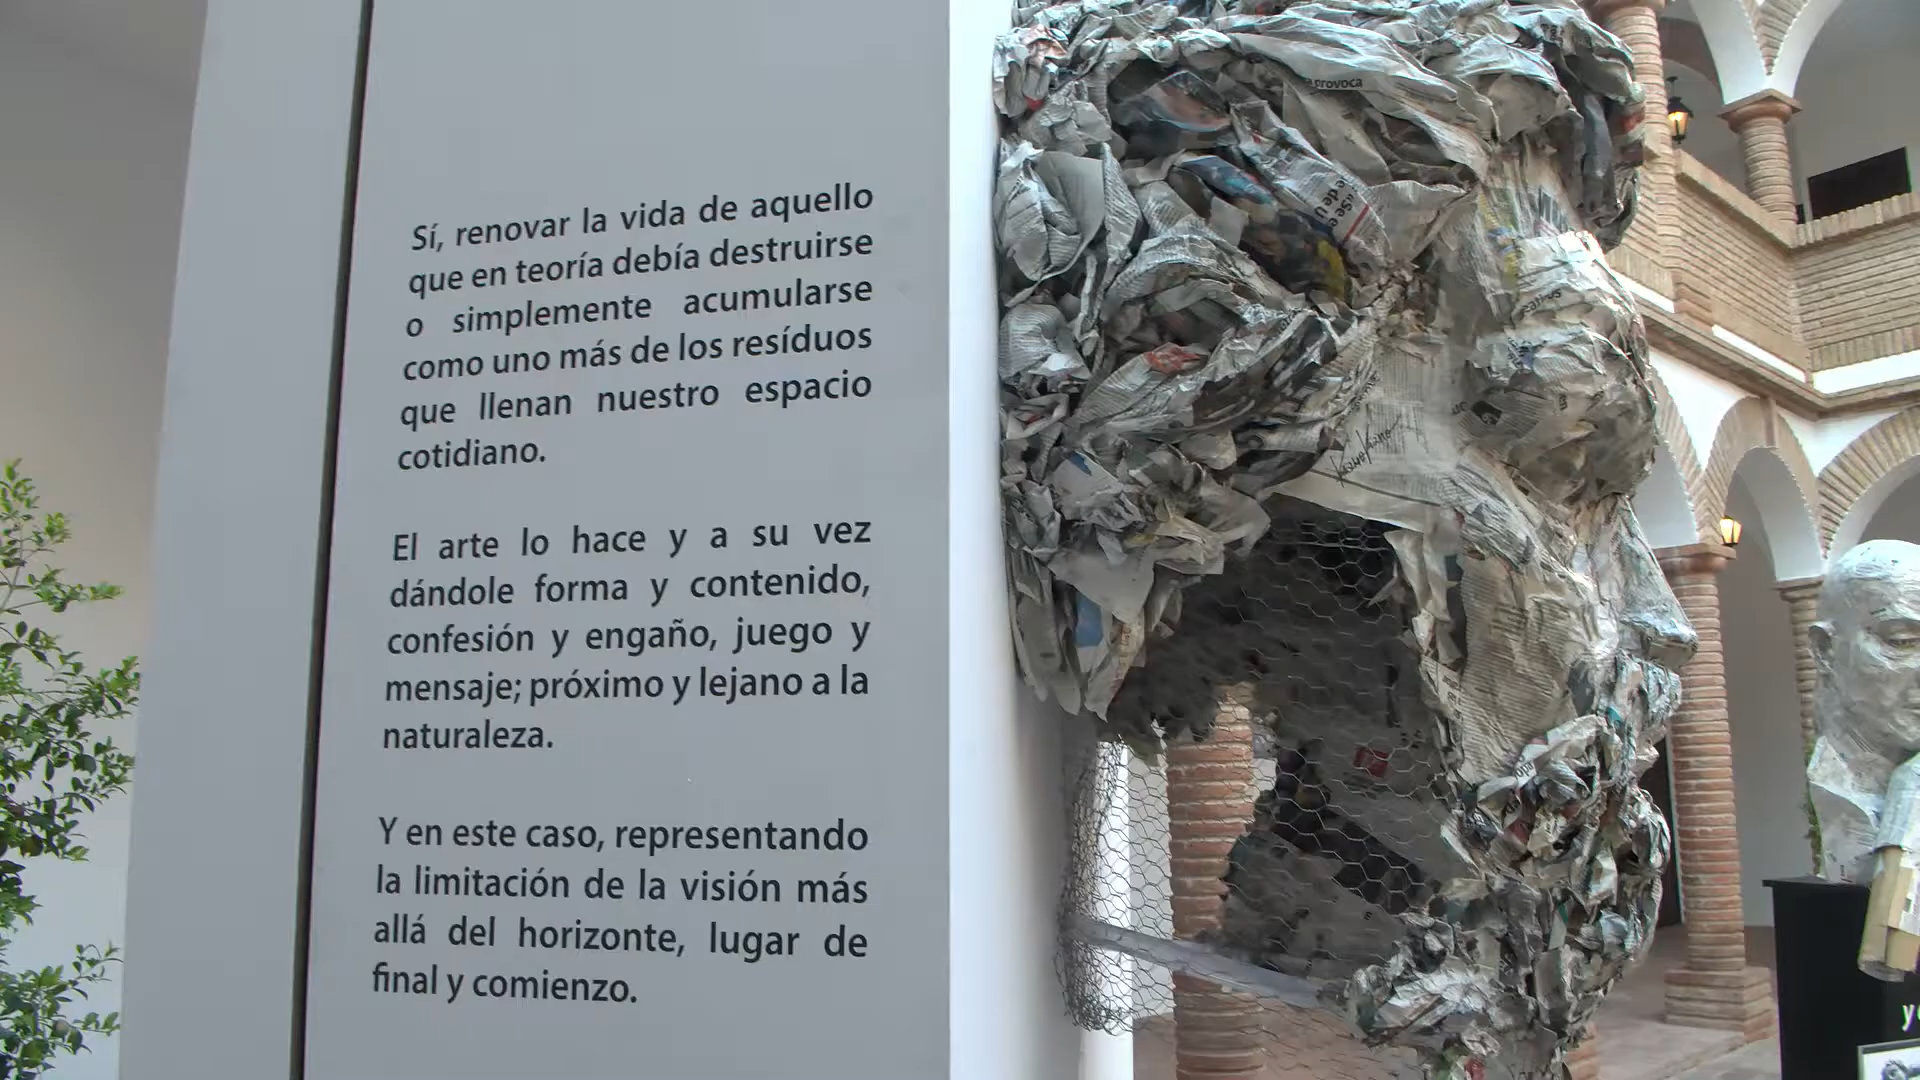 Sí, renovar la vida de aquello
que en teoría debía destruirse
o simplemente acumularse
como uno más de los resíduos
que llenan nuestro espacio
cotidiano.
El arte lo hace y a su vez
dándole forma y contenido,
confesión y engaño, juego y
mensaje; próximo y lejano a la
naturaleza.
Y en este caso, representando
la limitación de la visión más
allá del horizonte, lugar de
final y comienzo.
provoca